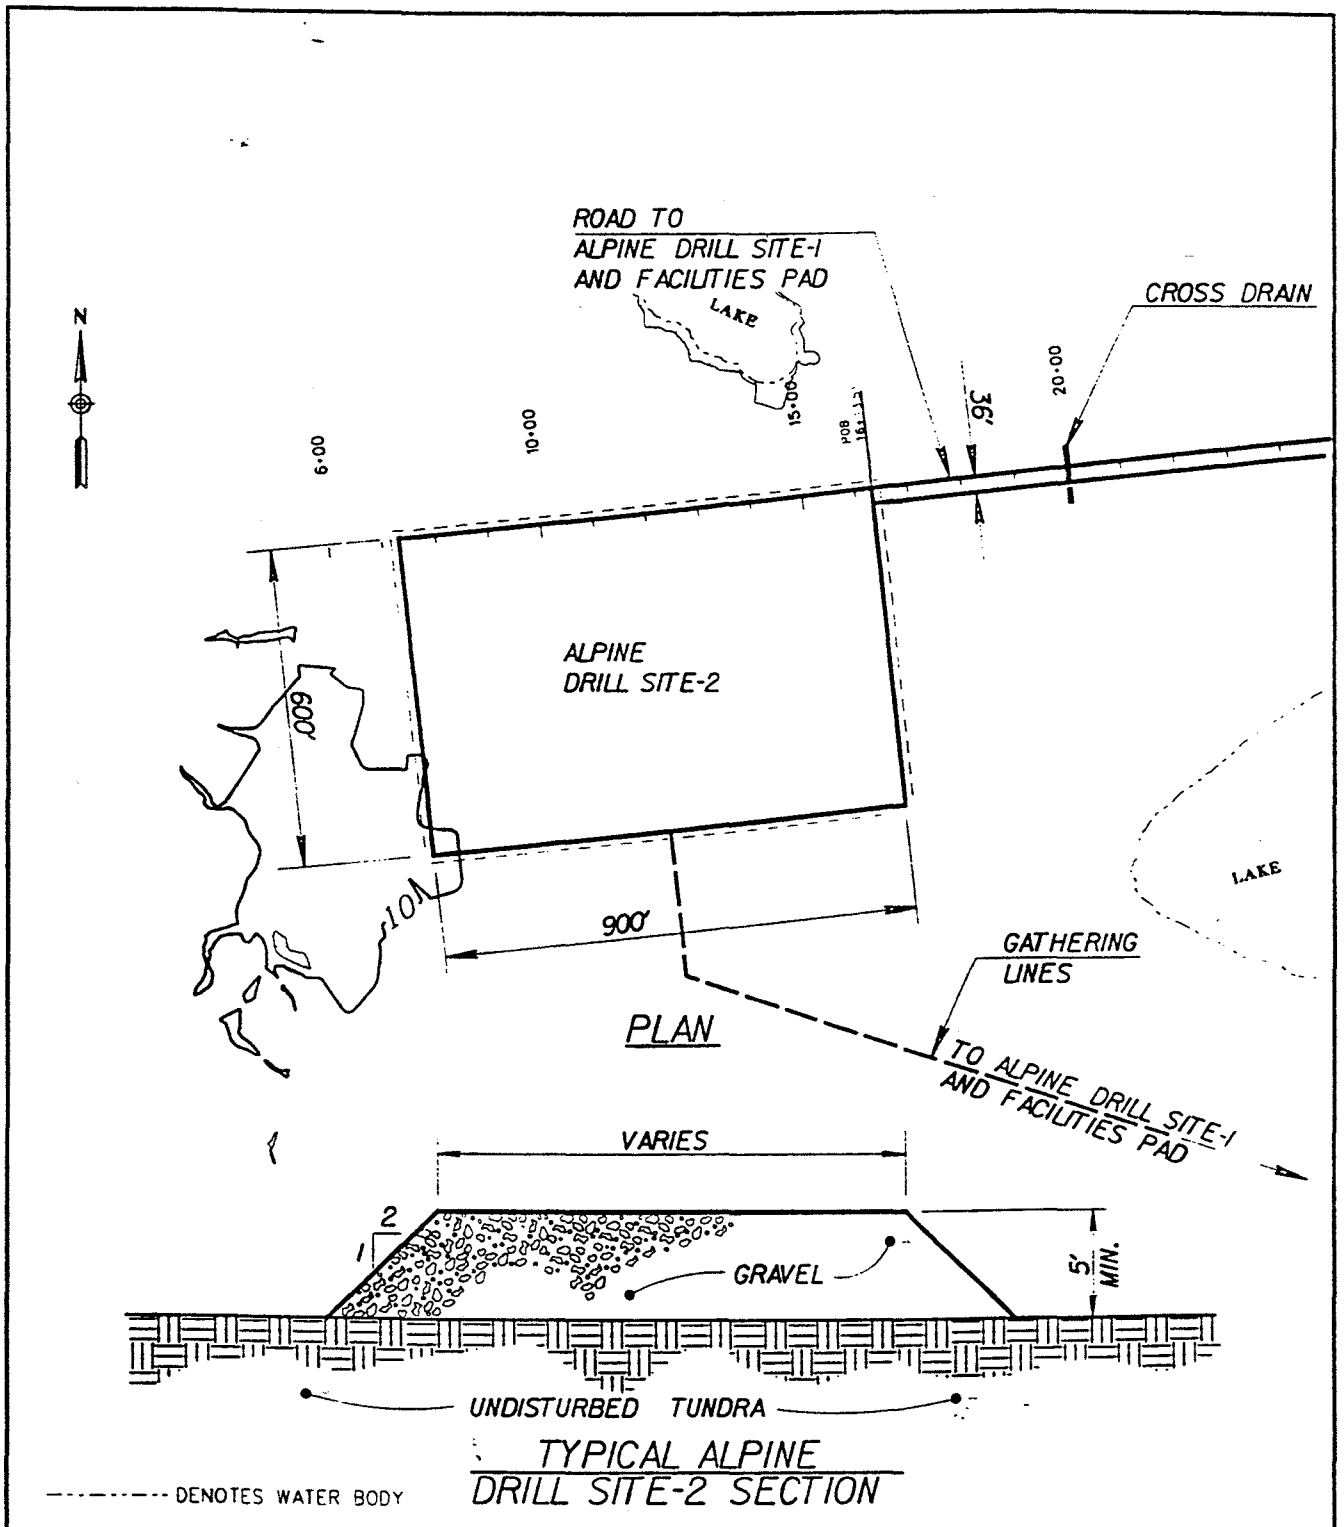 ROAD TO
ALPINE DRILL SITE-1
AND FACILITIES PAD
LAKE
CROSS DRAIN
N
6+00
10+00
15+00
POB
36'
20+00
ALPINE
DRILL SITE-2
600'
10
900'
LAKE
GATHERING
LINES
PLAN
TO ALPINE DRILL SITE-1
AND FACILITIES PAD
VARIES
2
1
GRAVEL
5'
MIN.
UNDISTURBED TUNDRA
TYPICAL ALPINE
DRILL SITE-2 SECTION
DENOTES WATER BODY